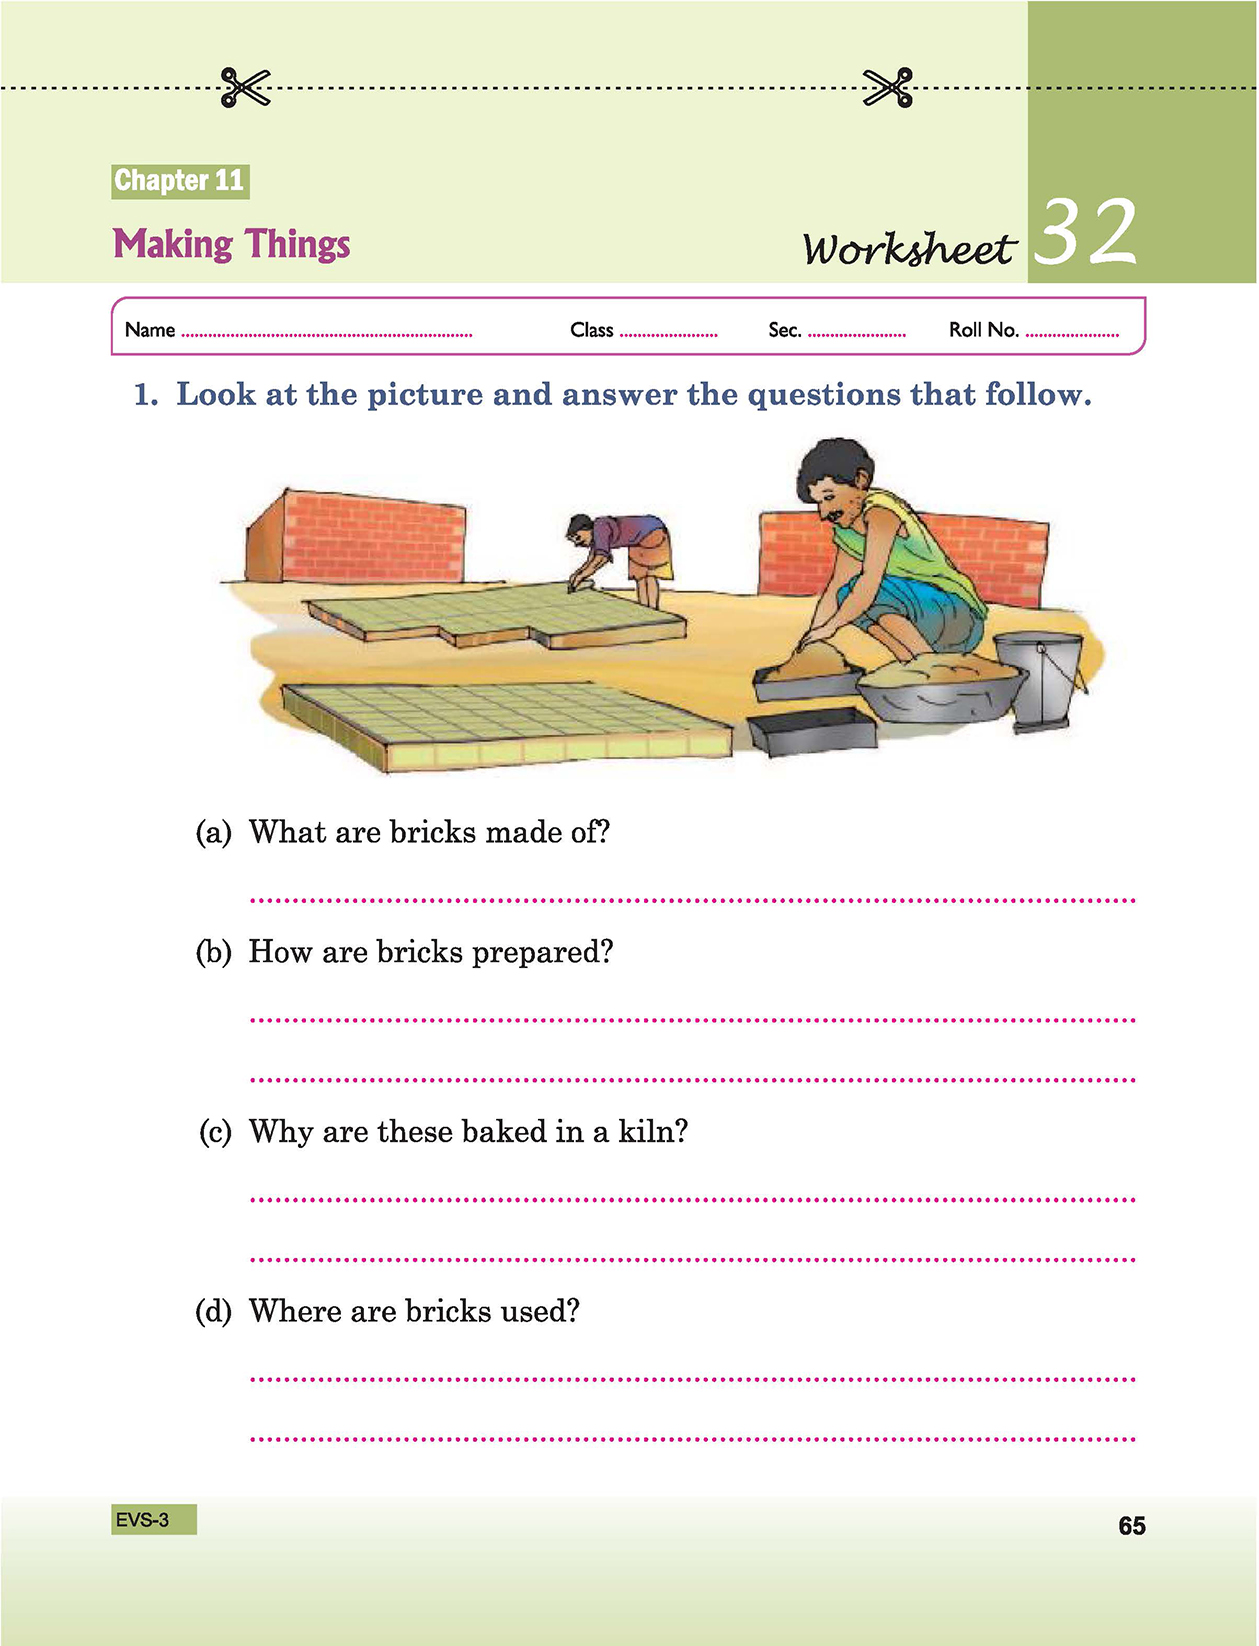 Chapter 11
Making Things
Worksheet 32
Name ........................ Class ........................ Sec. ........................ Roll No. ........................
1. Look at the picture and answer the questions that follow.
(a) What are bricks made of?
(b) How are bricks prepared?
(c) Why are these baked in a kiln?
(d) Where are bricks used?
EVS-3
65